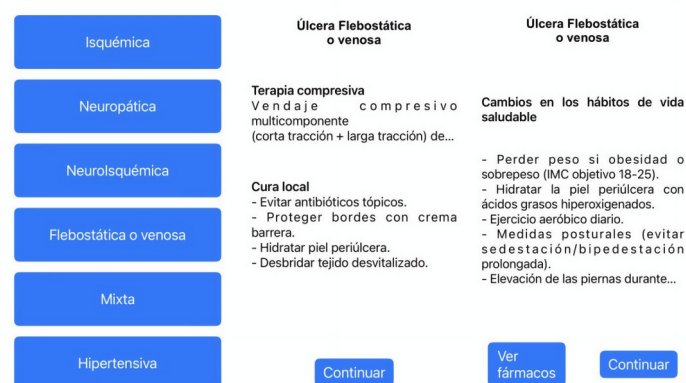 Isquémica
Neuropática
NeuroIsquémica
Flebostática o venosa
Mixta
Hipertensiva
Úlcera Flebostática
o venosa
Terapia compresiva
Vendaje compresivo
multicomponente
(corta tracción + larga tracción) de...
Cura local
- Evitar antibióticos tópicos.
- Proteger bordes con crema
barrera.
- Hidratar piel periúlcera.
- Desbridar tejido desvitalizado.
Continuar
Úlcera Flebostática
o venosa
Cambios en los hábitos de vida
saludable
- Perder peso si obesidad o
sobrepeso (IMC objetivo 18-25).
- Hidratar la piel periúlcera con
ácidos grasos hiperoxigenados.
- Ejercicio aeróbico diario.
- Medidas posturales (evitar
sedestación/bipedestación
prolongada).
- Elevación de las piernas durante...
Ver
fármacos
Continuar